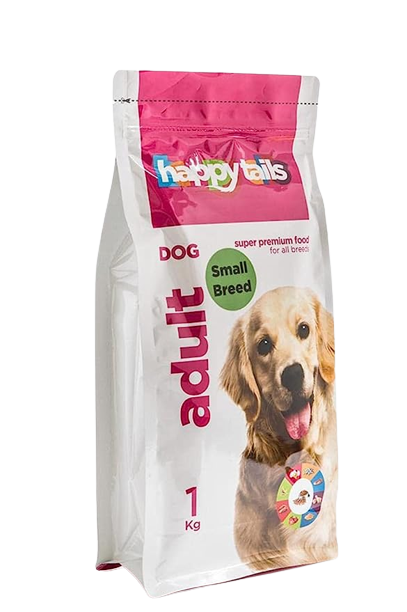 happy tails
DOG
super premium food
for all breeds
Small
Breed
adult
1
Kg